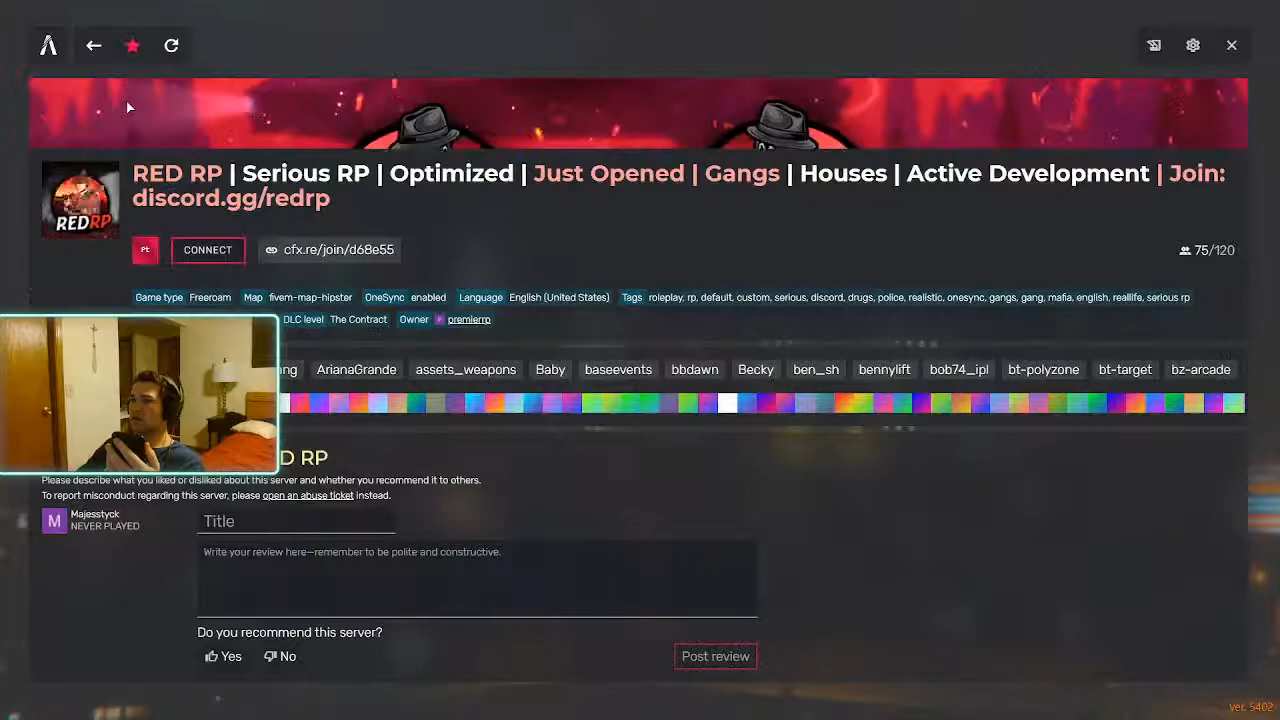 RED RP | Serious RP | Optimized | Just Opened | Gangs | Houses | Active Development | Join:
discord.gg/redrp
REDRP
Pt CONNECT cfx.re/join/d68e55 75/120
Game type Freeroam Map fivem-map-hipster OneSync enabled Language English (United States) Tags roleplay, rp, default, custom, serious, discord, drugs, police, realistic, onesync, gangs, gang, mafia, english, reallife, serious rp
DLC level The Contract Owner P premierrp
ang ArianaGrande assets_weapons Baby baseevents bbdawn Becky ben_sh bennylift bob74_ipl bt-polyzone bt-target bz-arcade
D RP
Please describe what you liked or disliked about this server and whether you recommend it to others.
To report misconduct regarding this server, please open an abuse ticket instead.
M Majesstyck
NEVER PLAYED
Title
Write your review here—remember to be polite and constructive.
Do you recommend this server?
Yes No Post review
ver. 5402